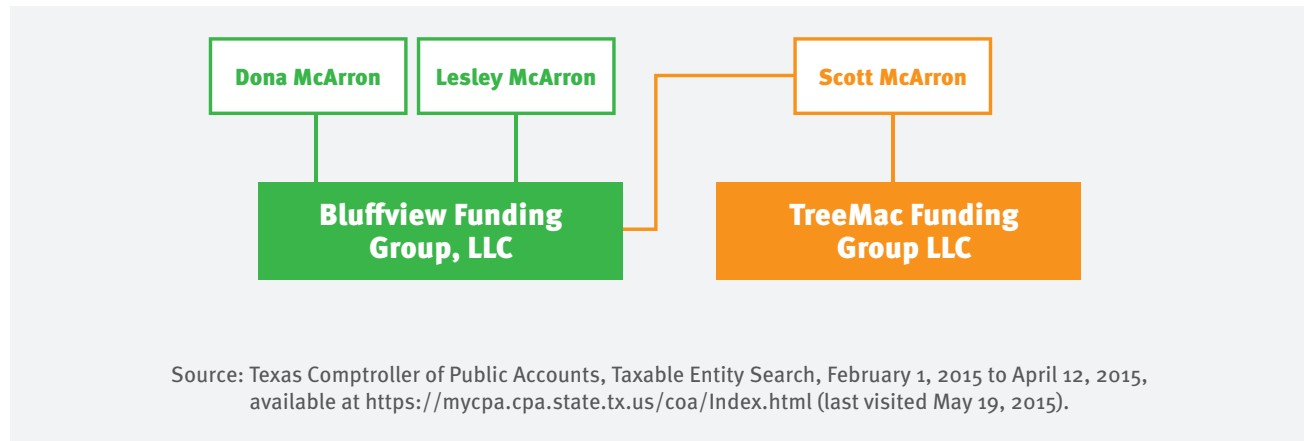 Dona McArron
Lesley McArron
Scott McArron
Bluffview Funding
Group, LLC
TreeMac Funding
Group LLC
Source: Texas Comptroller of Public Accounts, Taxable Entity Search, February 1, 2015 to April 12, 2015,
available at https://mycpa.cpa.state.tx.us/coa/Index.html (last visited May 19, 2015).